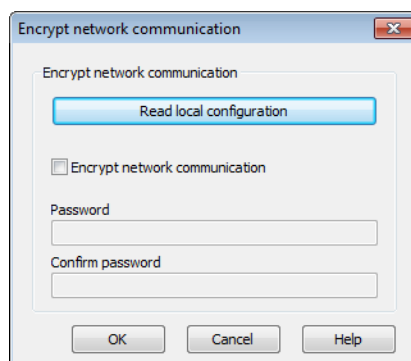 Encrypt network communication
Encrypt network communication
Read local configuration
Encrypt network communication
Password
Confirm password
OK Cancel Help